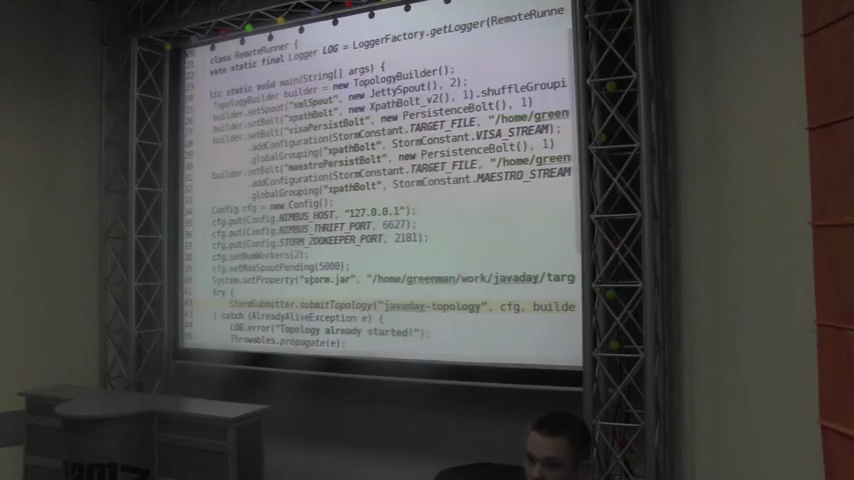 class RemoteRunner {
vate static final Logger LOG = LoggerFactory.getLogger(RemoteRunne
lic static void main(String[] args) {
TopologyBuilder builder = new TopologyBuilder();
builder.setSpout("xmlSpout", new JettySpout(), 2);
builder.setBolt("xpathBolt", new XpathBolt_v2(), 1).shuffleGroupi
builder.setBolt("visaPersistBolt", new PersistenceBolt(), 1)
.addConfiguration(StormConstant.TARGET_FILE, "/home/green
.globalGrouping("xpathBolt", StormConstant.VISA_STREAM);
builder.setBolt("maestroPersistBolt", new PersistenceBolt(), 1)
.addConfiguration(StormConstant.TARGET_FILE, "/home/green
.globalGrouping("xpathBolt", StormConstant.MAESTRO_STREAM
Config cfg = new Config();
cfg.put(Config.NIMBUS_HOST, "127.0.0.1");
cfg.put(Config.NIMBUS_THRIFT_PORT, 6627);
cfg.put(Config.STORM_ZOOKEEPER_PORT, 2181);
cfg.setNumWorkers(2);
cfg.setMaxSpoutPending(5000);
System.setProperty("storm.jar", "/home/greenman/work/javaday/targ
try {
StormSubmitter.submitTopology("javaday-topology", cfg, builde
} catch (AlreadyAliveException e) {
LOG.error("Topology already started!");
Throwables.propagate(e);